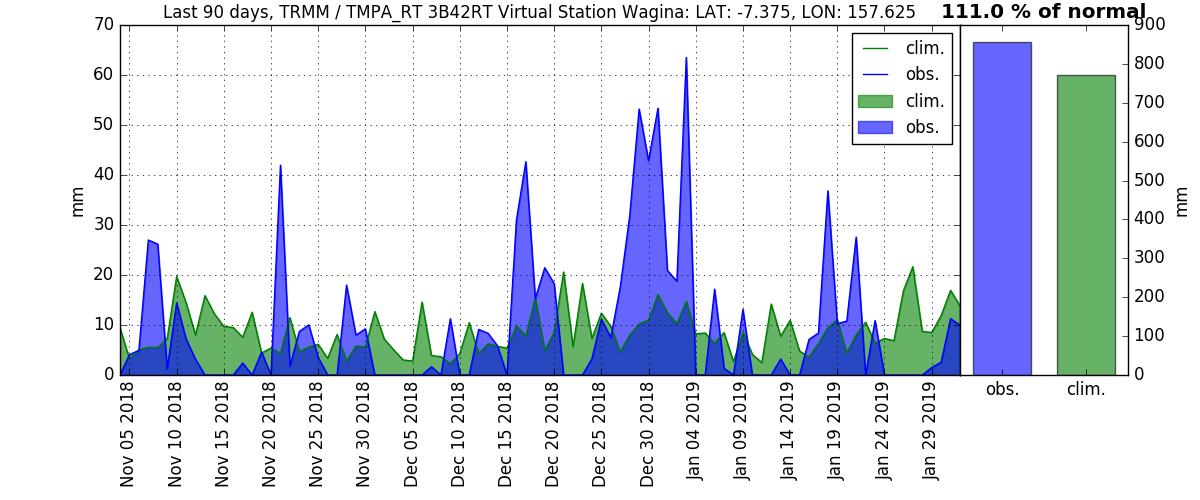 Last 90 days, TRMM / TMPA_RT 3B42RT Virtual Station Wagina: LAT: -7.375, LON: 157.625
111.0 % of normal
70
60
50
40
30
20
10
0
mm
clim.
obs.
clim.
obs.
900
800
700
600
500
400
300
200
100
0
mm
obs.
clim.
Nov 05 2018
Nov 10 2018
Nov 15 2018
Nov 20 2018
Nov 25 2018
Nov 30 2018
Dec 05 2018
Dec 10 2018
Dec 15 2018
Dec 20 2018
Dec 25 2018
Dec 30 2018
Jan 04 2019
Jan 09 2019
Jan 14 2019
Jan 19 2019
Jan 24 2019
Jan 29 2019